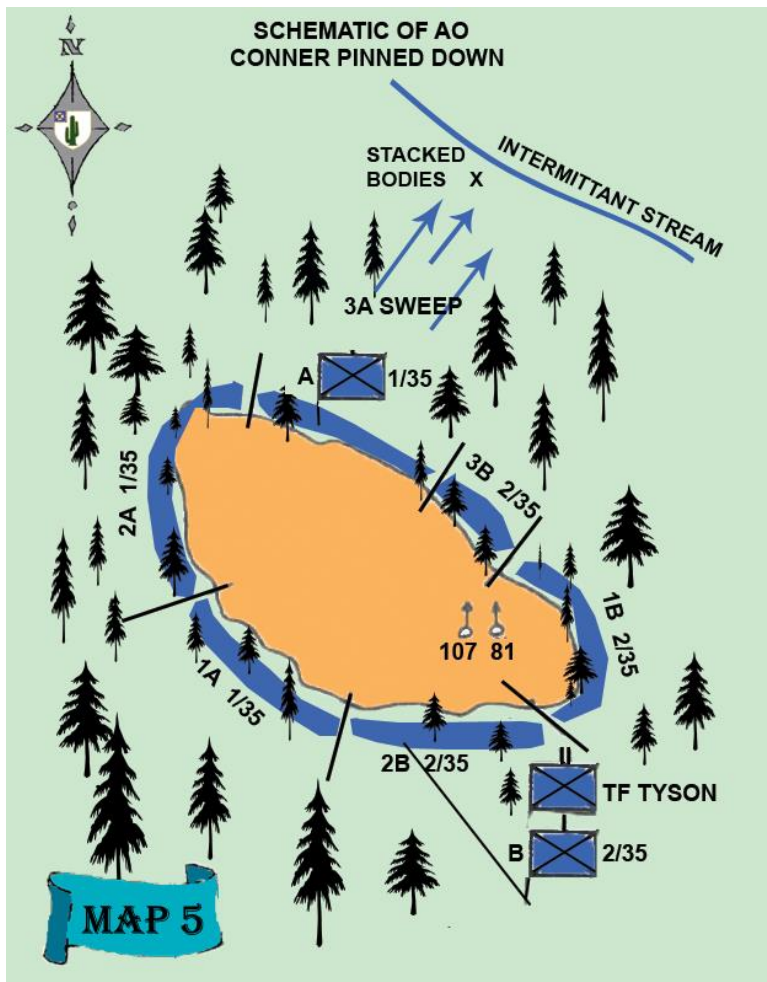 N
SCHEMATIC OF AO
CONNER PINNED DOWN
STACKED
BODIES X
INTERMITTANT STREAM
3A SWEEP
A 1/35
3B 2/35
2A 1/35
1B 2/35
107 81
1A 1/35
2B 2/35
II
TF TYSON
I
B 2/35
MAP 5